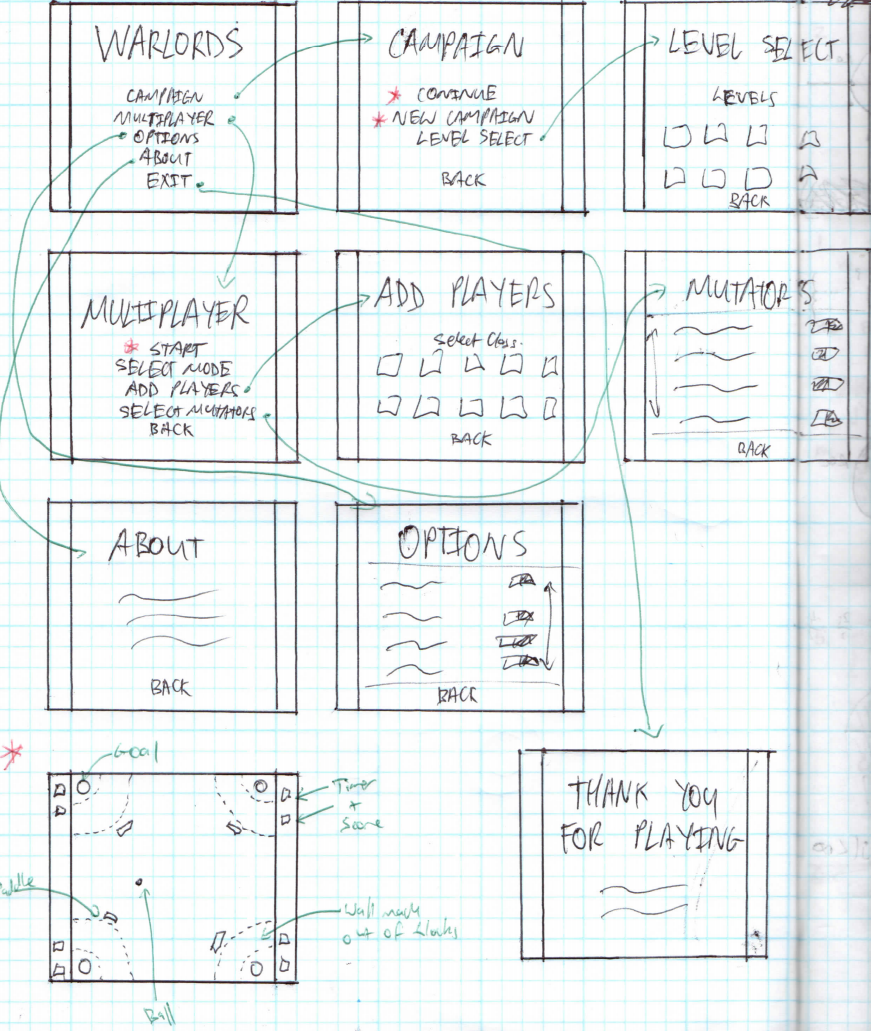 WARLORDS
CAMPAIGN
MULTIPLAYER
OPTIONS
ABOUT
EXIT
CAMPAIGN
* CONINUE
* NEW CAMPAIGN
LEVEL SELECT
BACK
LEVEL SELECT
LEVELS
BACK
MULTIPLAYER
* START
SELECT MODE
ADD PLAYERS
SELECT MUTATORS
BACK
ADD PLAYERS
Select Class.
BACK
MUTATORS
BACK
ABOUT
BACK
OPTIONS
BACK
*
Goal
Timer
+
Score
Paddle
Wall made
out of blocks
Ball
THANK YOU
FOR PLAYING